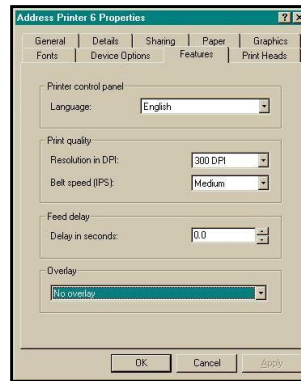 Address Printer 6 Properties
General Details Sharing Paper Graphics
Fonts Device Options Features Print Heads
Printer control panel
Language: English
Print quality
Resolution in DPI: 300 DPI
Belt speed (IPS): Medium
Feed delay
Delay in seconds: 0.0
Overlay
No overlay
OK Cancel Apply